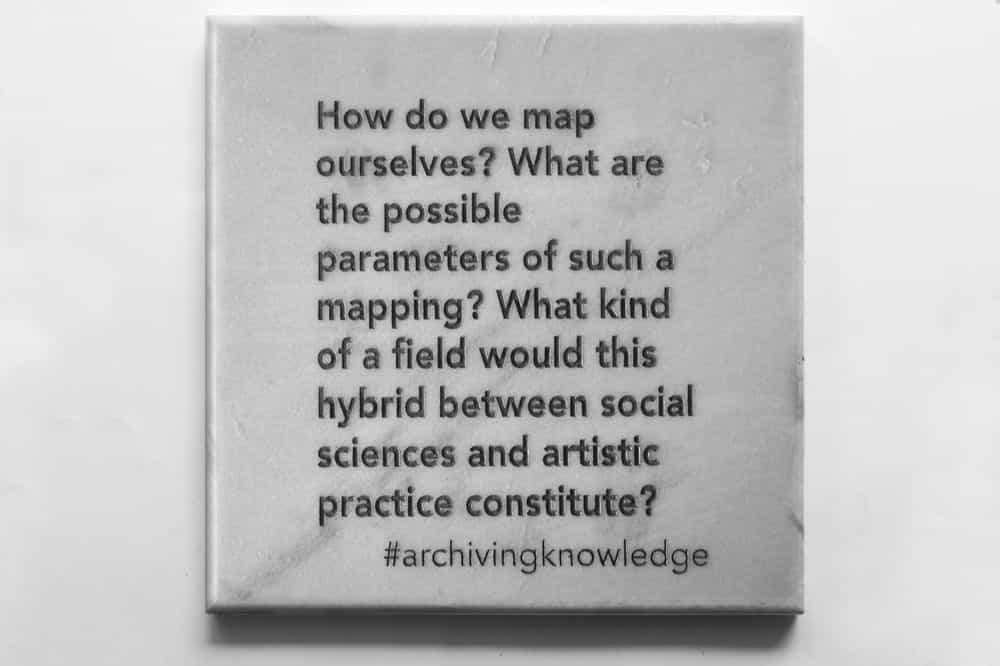 How do we map
ourselves? What are
the possible
parameters of such a
mapping? What kind
of a field would this
hybrid between social
sciences and artistic
practice constitute?
#archivingknowledge